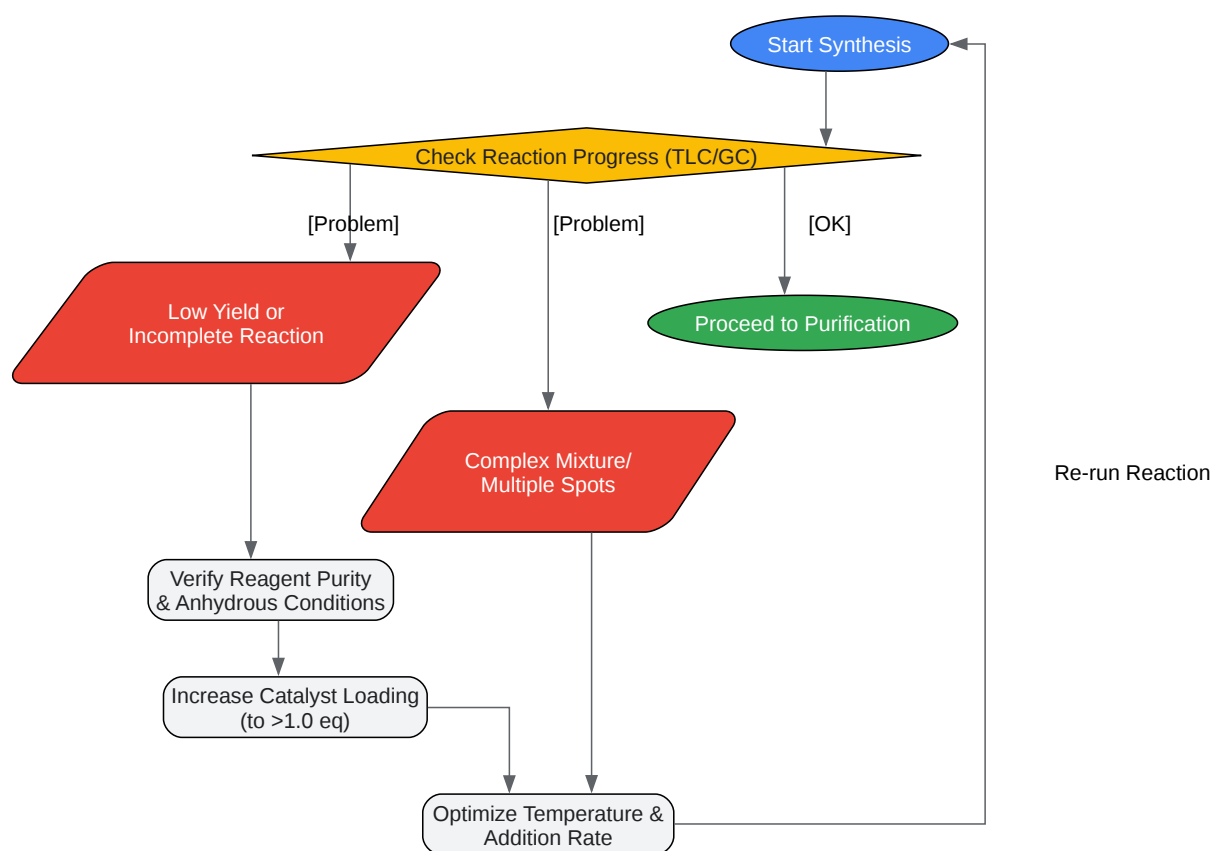 Start Synthesis
Check Reaction Progress (TLC/GC)
[Problem]
[Problem]
[OK]
Low Yield or
Incomplete Reaction
Proceed to Purification
Complex Mixture/
Multiple Spots
Re-run Reaction
Verify Reagent Purity
& Anhydrous Conditions
Increase Catalyst Loading
(to >1.0 eq)
Optimize Temperature &
Addition Rate